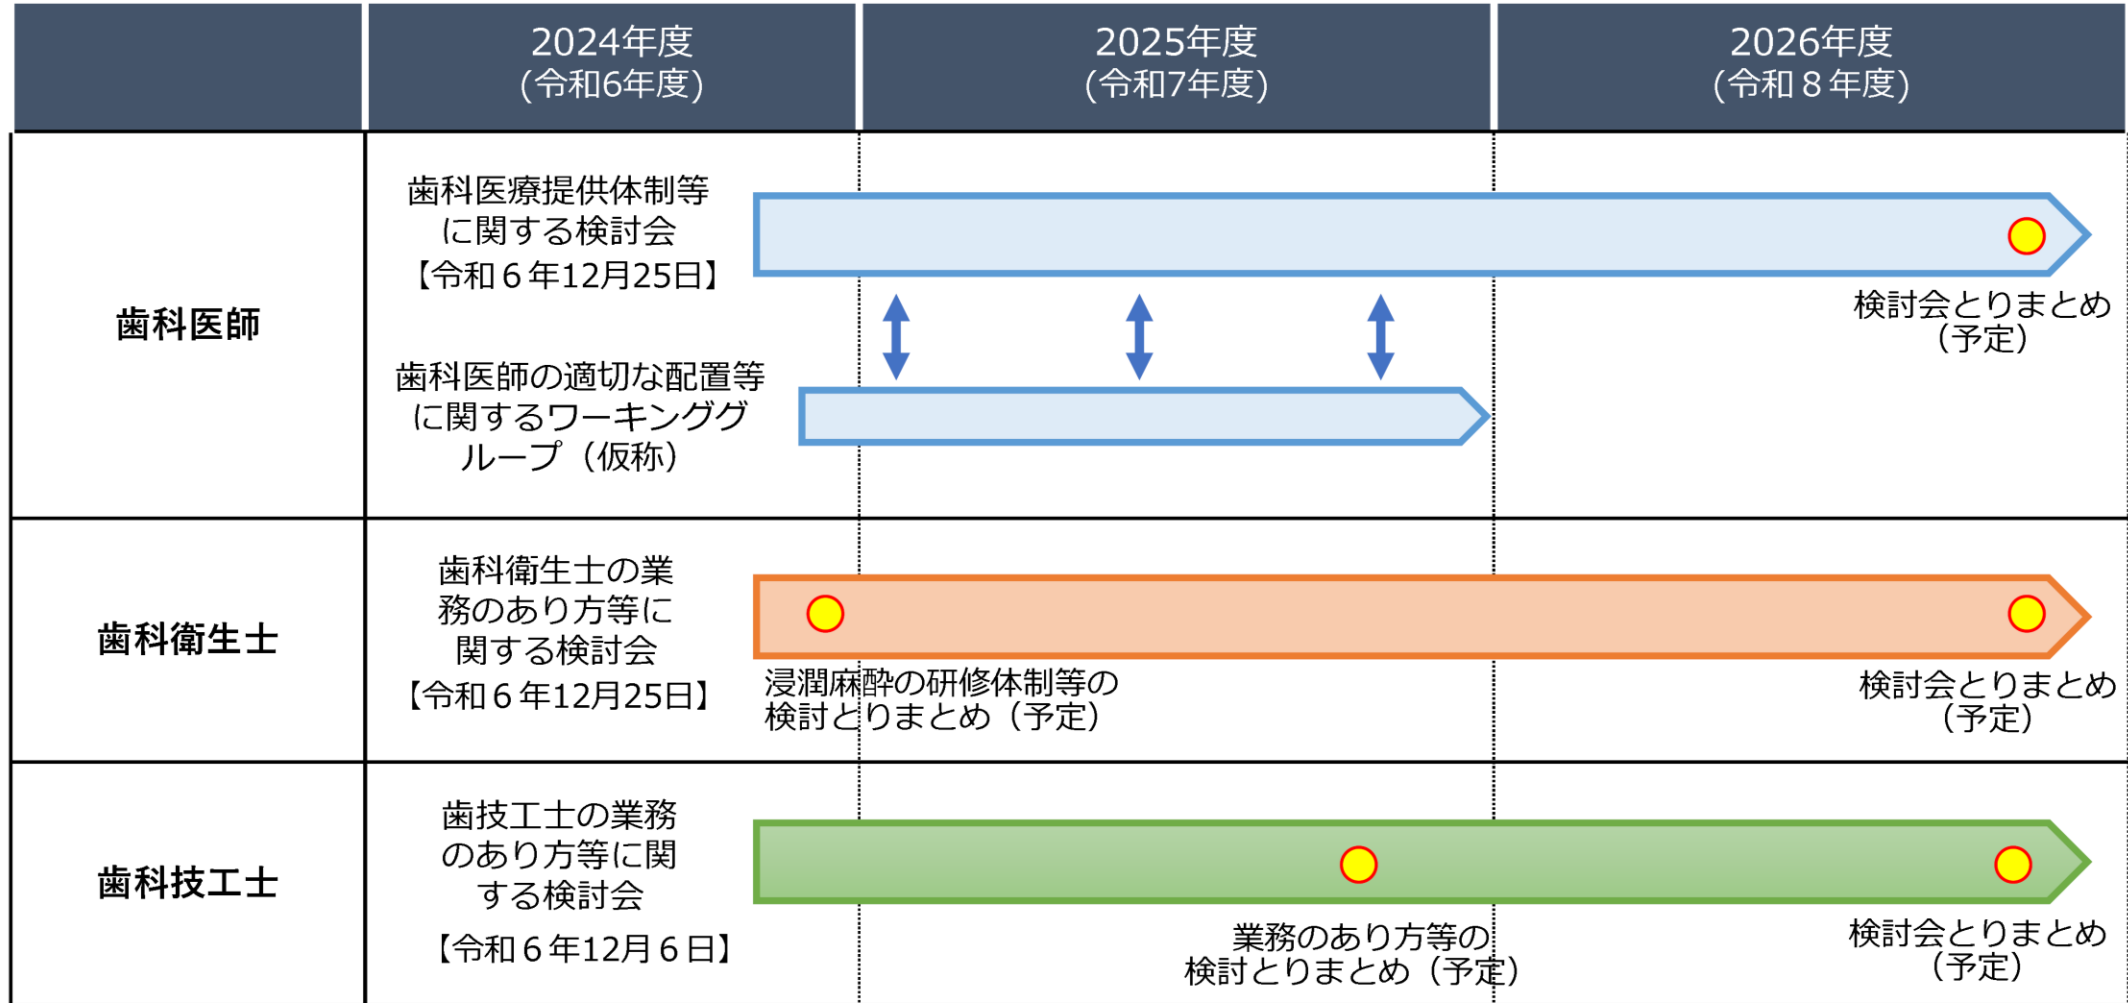 2024年度
(令和6年度)
2025年度
(令和7年度)
2026年度
(令和８年度)
歯科医師
歯科医療提供体制等
に関する検討会
【令和６年12月25日】
検討会とりまとめ
（予定）
歯科医師の適切な配置等
に関するワーキンググ
ループ（仮称）
歯科衛生士
歯科衛生士の業
務のあり方等に
関する検討会
【令和６年12月25日】
浸潤麻酔の研修体制等の
検討とりまとめ（予定）
検討会とりまとめ
（予定）
歯科技工士
歯技工士の業務
のあり方等に関
する検討会
【令和６年12月６日】
業務のあり方等の
検討とりまとめ（予定）
検討会とりまとめ
（予定）